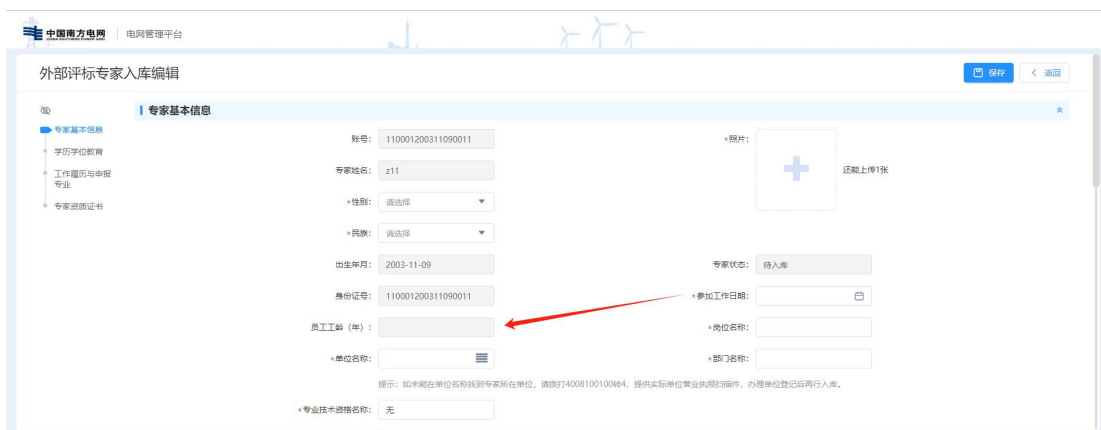 中国南方电网
CHINA SOUTHERN POWER GRID
电网管理平台
外部评标专家入库编辑
保存
返回
专家基本信息
学历学位教育
工作履历与申报
专业
专家资质证书
专家基本信息
账号: 110001200311090011
*照片:
还能上传1张
专家姓名: z11
*性别: 请选择
*民族: 请选择
出生年月: 2003-11-09
专家状态: 待入库
身份证号: 110001200311090011
*参加工作日期:
员工工龄（年）:
*岗位名称:
*单位名称:
*部门名称:
提示：如未能在单位名称找到专家所在单位，请拨打4008100100转4，提供实际单位营业执照扫描件，办理单位登记后再行入库。
*专业技术资格名称: 无